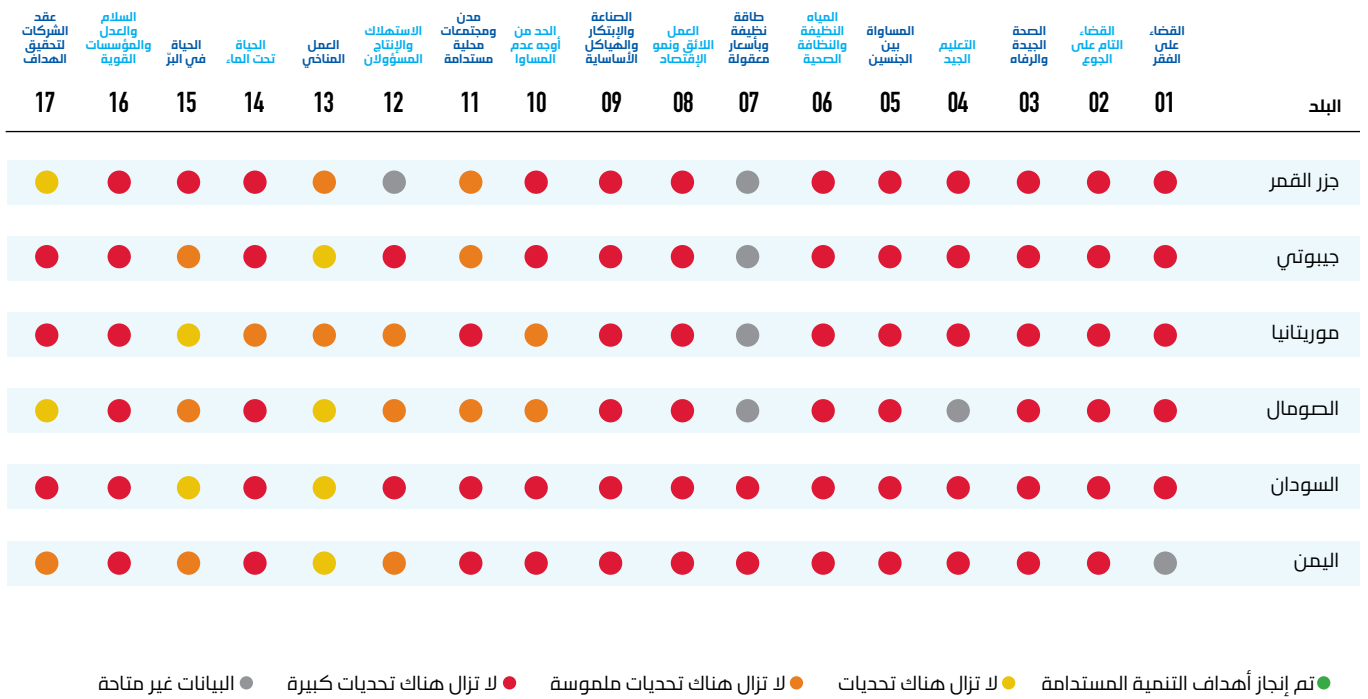 القضاء
على
الفقر
القضاء
التام على
الجوع
الصحة
الجيدة
والرفاه
التعليم
الجيد
المساواة
بين
الجنسين
المياه
النظيفة
والنظافة
الصحية
طاقة
نظيفة
وبأسعار
معقولة
العمل
اللائق ونمو
الإقتصاد
الصناعة
والإبتكار
والهياكل
الأساساية
الحد من
أوجه عدم
المساوا
مدن
ومجتمعات
محلية
مستدامة
الاستهلاك
والإنتاج
المسؤولان
العمل
المناخي
الحياة
تحت الماء
الحياة
في البرّ
السلام
والعدل
والمؤسسات
القوية
عقد
الشركات
لتحقيق
الهداف
البلد 01 02 03 04 05 06 07 08 09 10 11 12 13 14 15 16 17
جزر القمر
جيبوتي
موريتانيا
الصومال
السودان
اليمن
تم إنجاز أهداف التنمية المستدامة لا تزال هناك تحديات لا تزال هناك تحديات ملموسة لا تزال هناك تحديات كبيرة البيانات غير متاحة